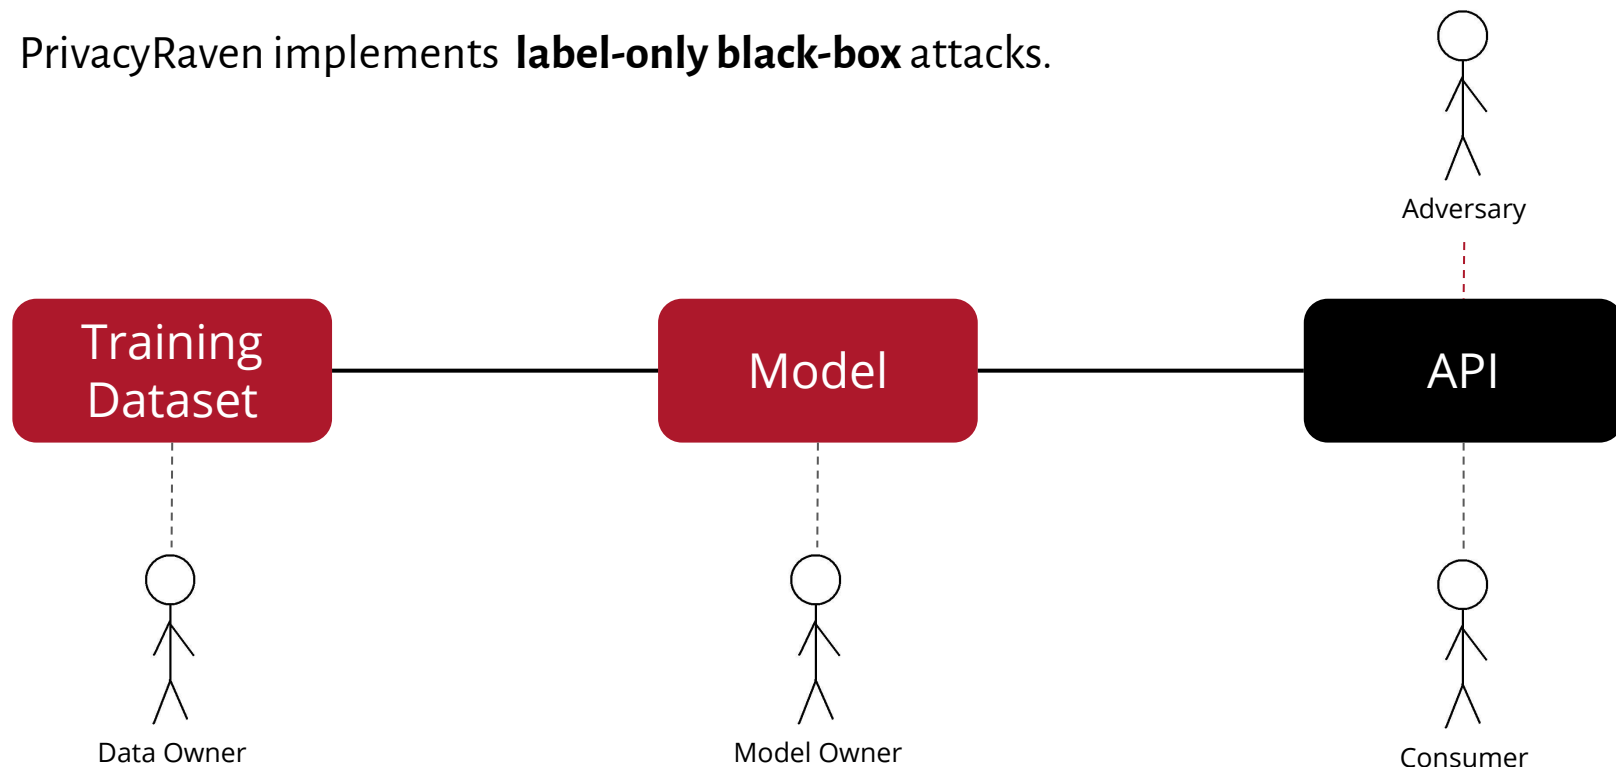 PrivacyRaven implements label-only black-box attacks.
Adversary
Training
Dataset
Model
API
Data Owner
Model Owner
Consumer